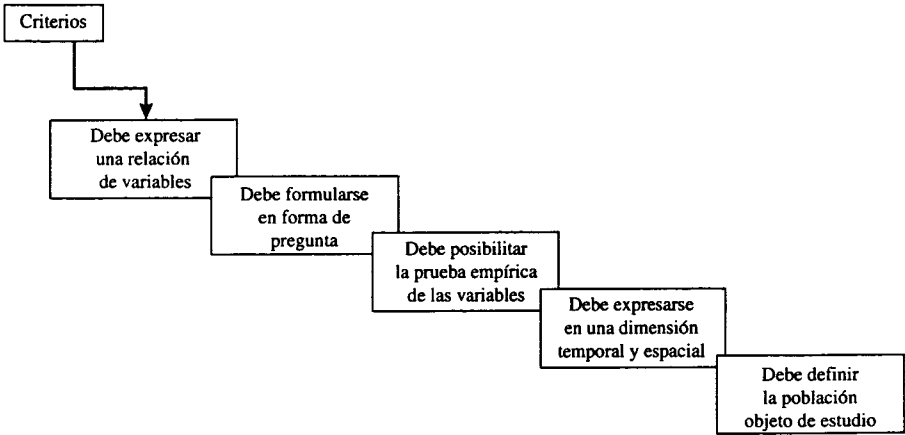 Criterios
Debe expresar
una relación
de variables
Debe formularse
en forma de
pregunta
Debe posibilitar
la prueba empírica
de las variables
Debe expresarse
en una dimensión
temporal y espacial
Debe definir
la población
objeto de estudio